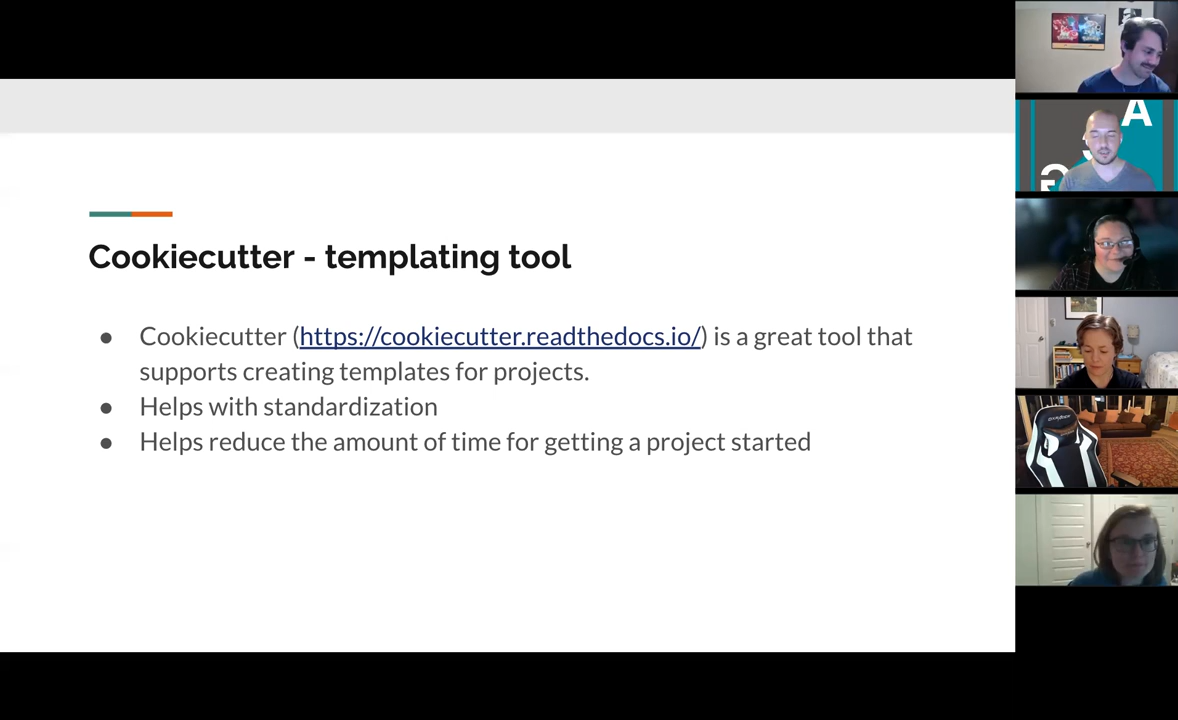 Cookiecutter - templating tool
● Cookiecutter (https://cookiecutter.readthedocs.io/) is a great tool that
supports creating templates for projects.
● Helps with standardization
● Helps reduce the amount of time for getting a project started
A
G